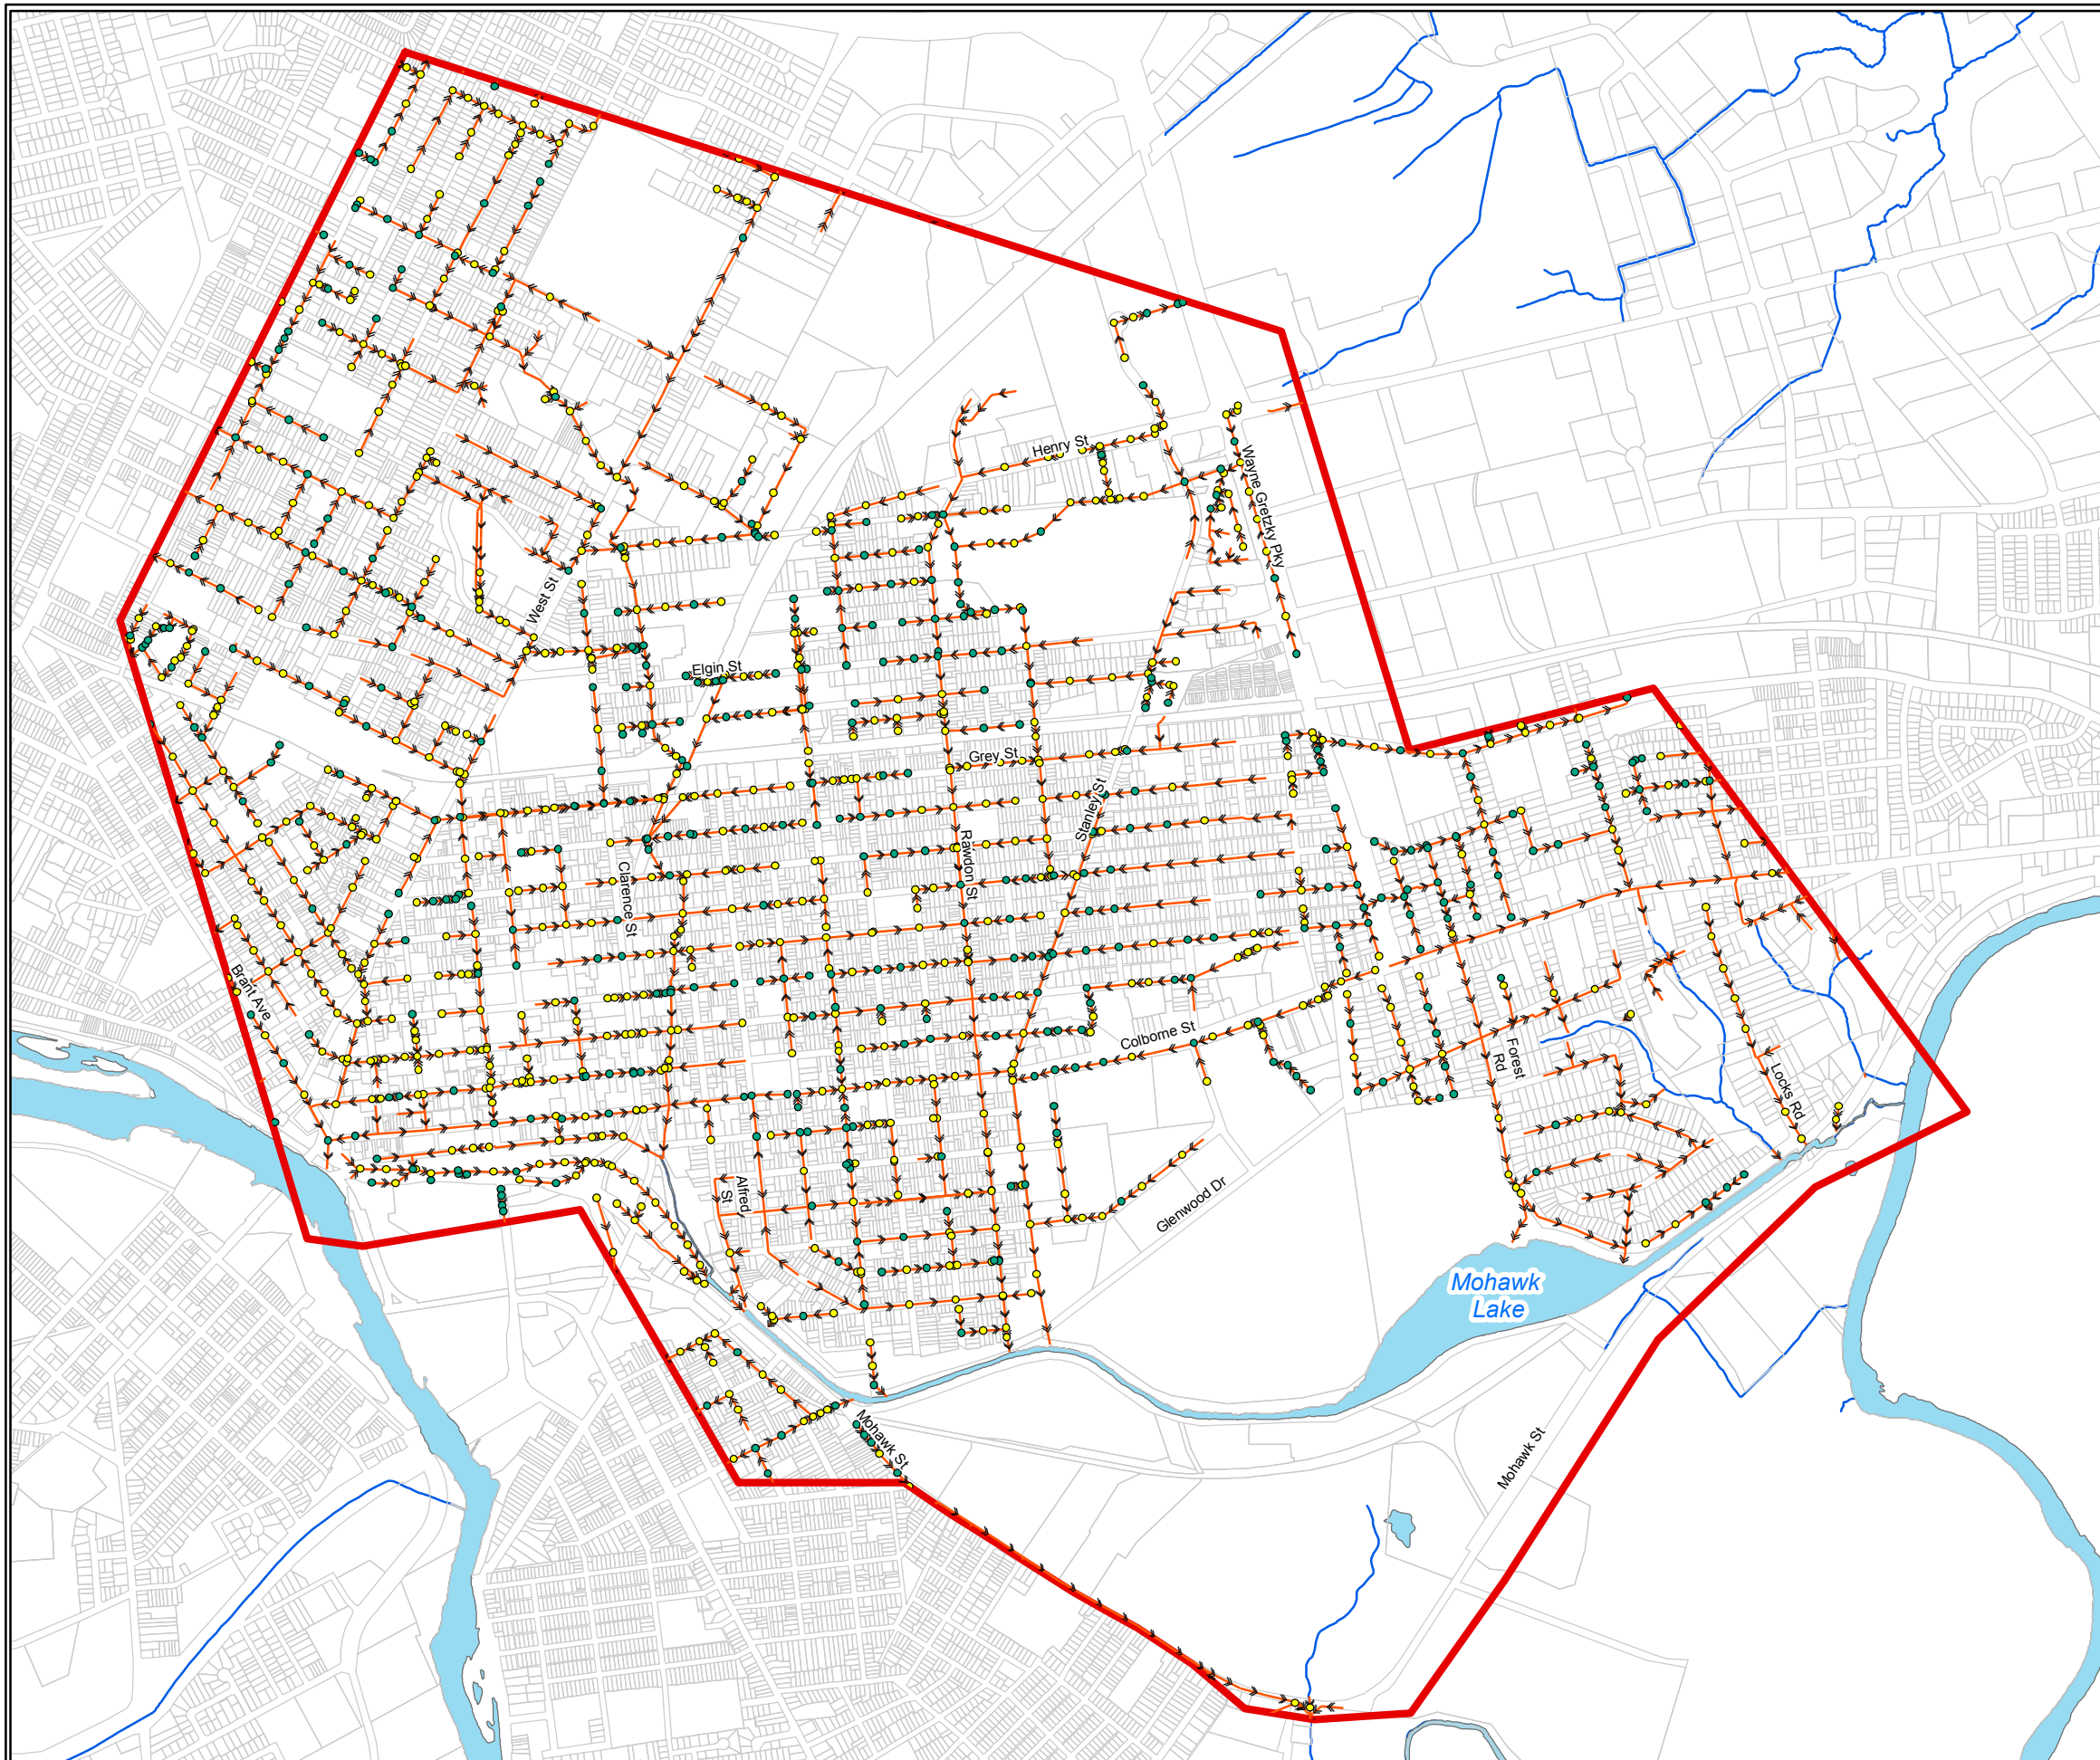 Henry St
Wayne Gretzky Pky
West St
Elgin St
Grey St
Stanley St
Rawdon St
Clarence St
Brant Ave
Colborne St
Forest
Rd
Locks Rd
Alfred
St
Glenwood Dr
Mohawk
Lake
Mohawk St
Mohawk St